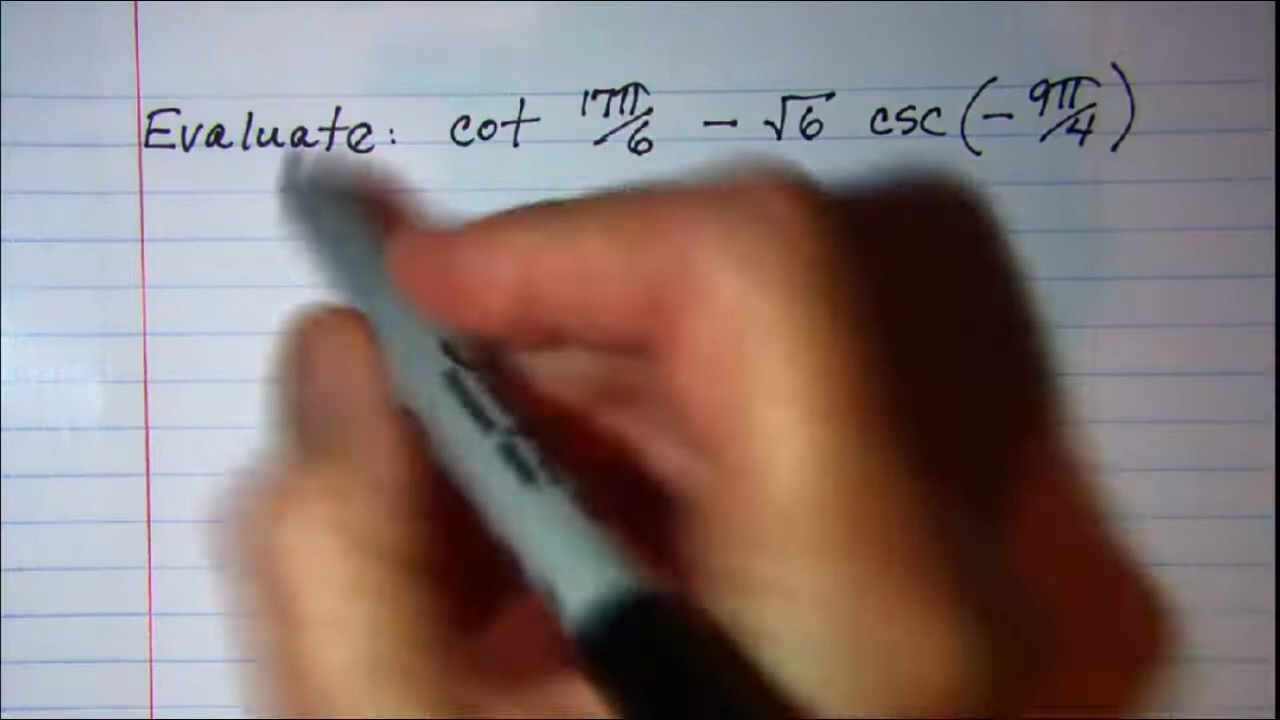 Evaluate: cot 17π/6 - √6 csc(-9π/4)